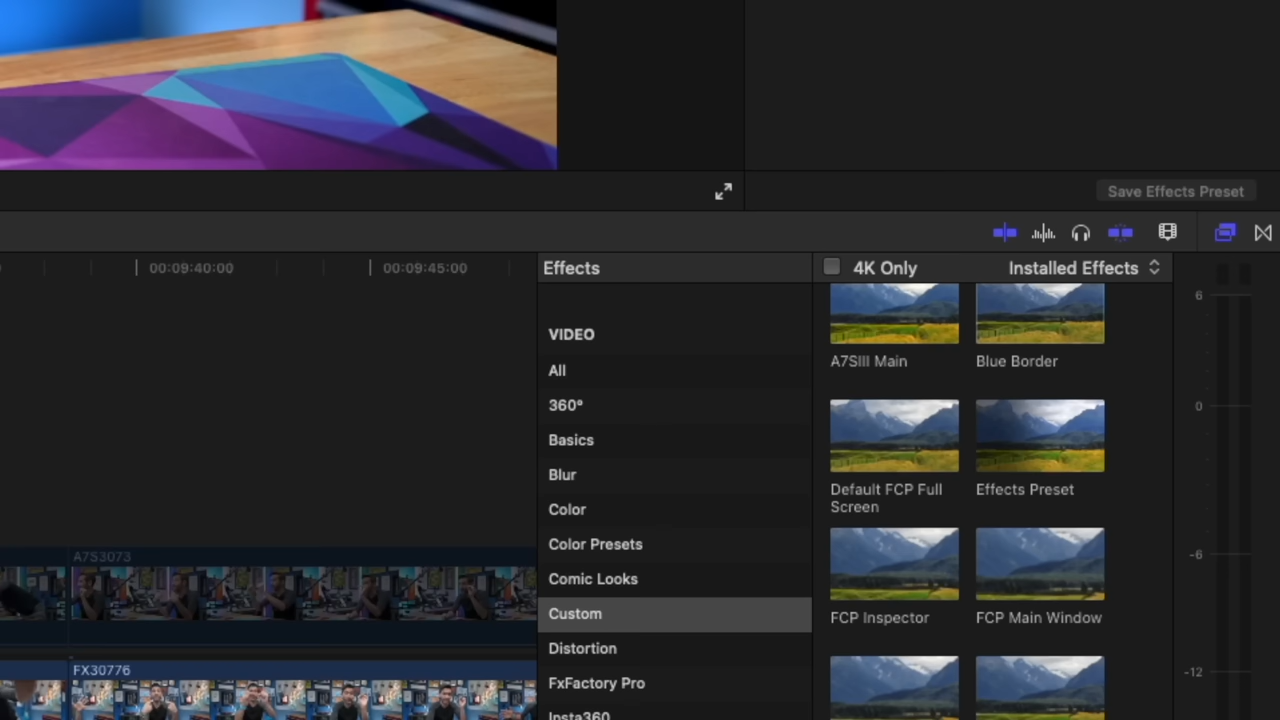 Save Effects Preset
00:09:40:00
00:09:45:00
Effects
4K Only
Installed Effects
6
VIDEO
A7SIII Main
Blue Border
All
360°
0
Basics
Blur
Default FCP Full
Screen
Effects Preset
Color
Color Presets
-6
A7S3073
Comic Looks
Custom
FCP Inspector
FCP Main Window
Distortion
FX30776
-12
FxFactory Pro
Insta360